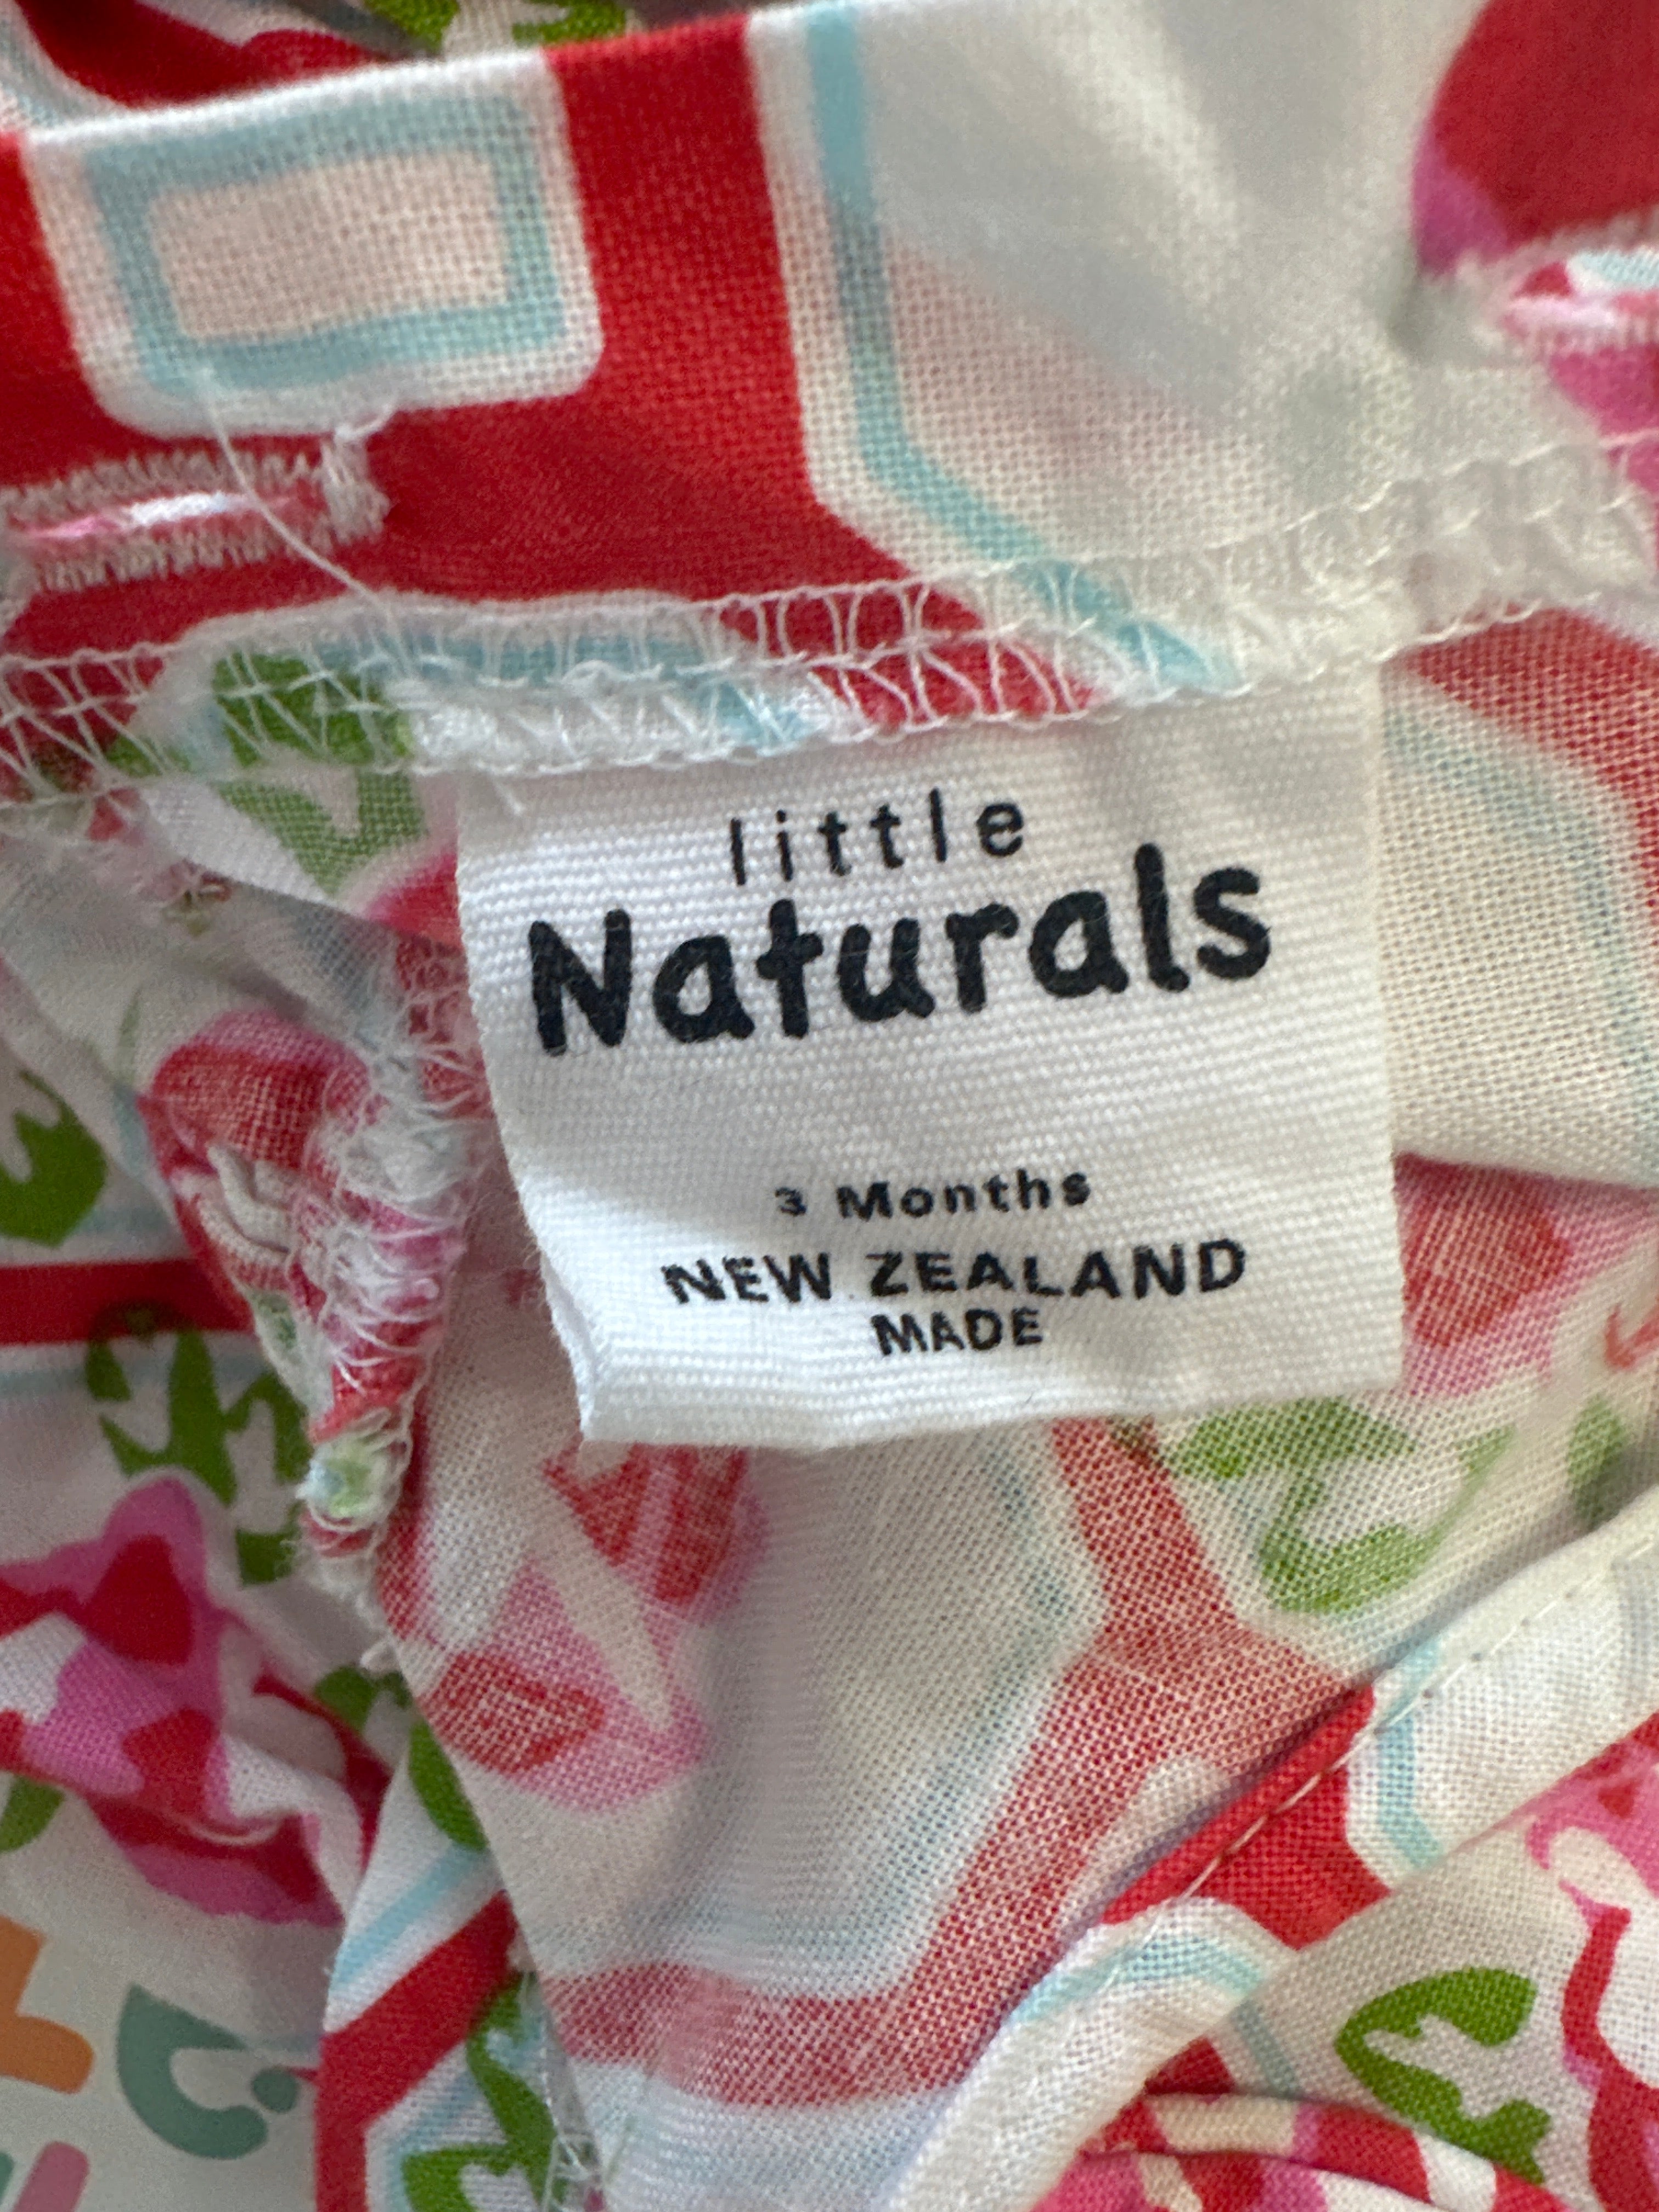 little
Naturals
3 Months
NEW ZEALAND
MADE